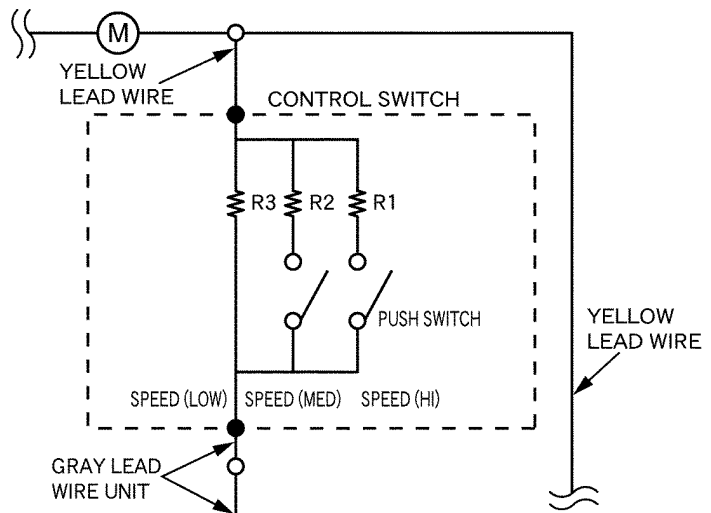 M
YELLOW
LEAD WIRE
CONTROL SWITCH
R3 R2 R1
PUSH SWITCH
YELLOW
LEAD WIRE
SPEED (LOW) SPEED (MED) SPEED (HI)
GRAY LEAD
WIRE UNIT